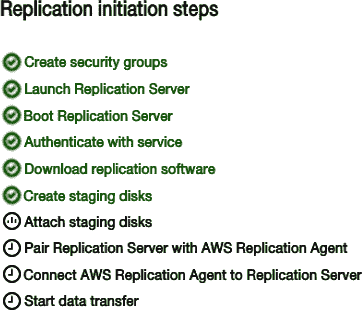 Replication initiation steps
Create security groups
Launch Replication Server
Boot Replication Server
Authenticate with service
Download replication software
Create staging disks
Attach staging disks
Pair Replication Server with AWS Replication Agent
Connect AWS Replication Agent to Replication Server
Start data transfer